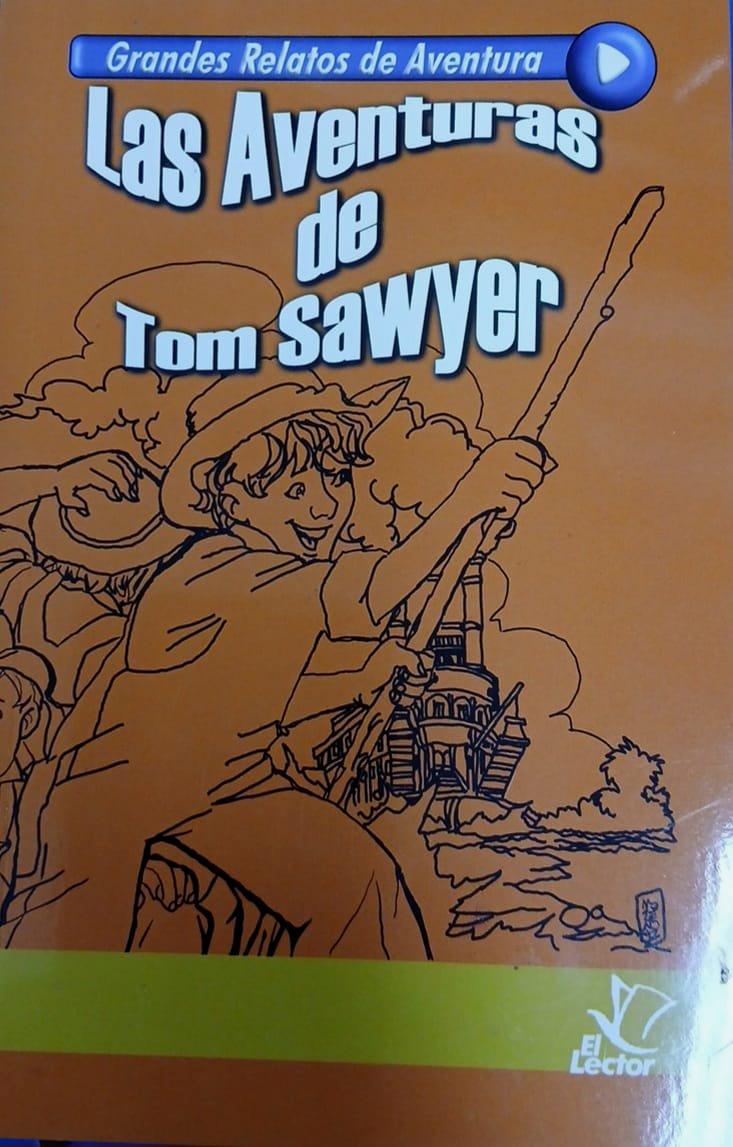 Grandes Relatos de Aventura
Las Aventuras
de
Tom Sawyer
El
Lector